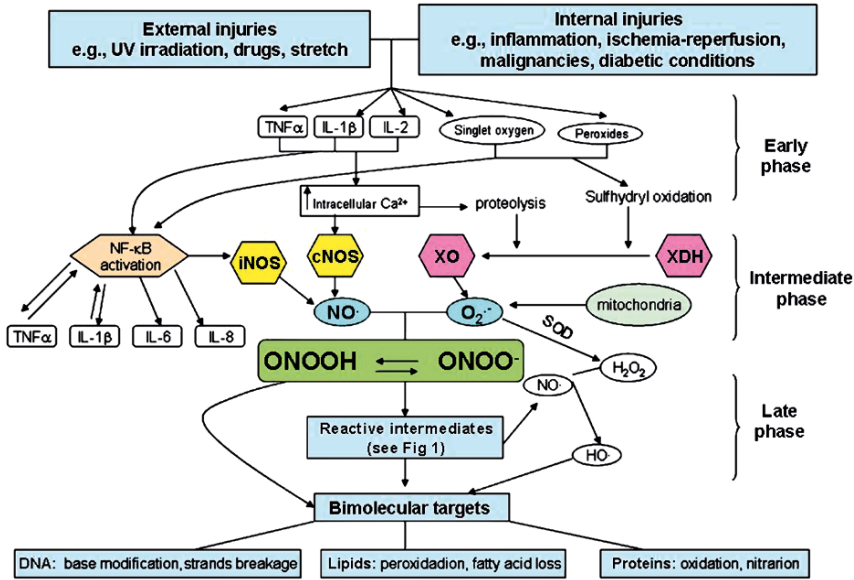 External injuries
e.g., UV irradiation, drugs, stretch
Internal injuries
e.g., inflammation, ischemia-reperfusion,
malignancies, diabetic conditions
TNFα
IL-1β
IL-2
Singlet oxygen
Peroxides
Early
phase
Intracellular Ca²⁺
proteolysis
Sulfhydryl oxidation
NF-κB
activation
iNOS
cNOS
XO
XDH
Intermediate
phase
NO·
O₂·⁻
mitochondria
TNFα
IL-1β
IL-6
IL-8
SOD
ONOOH
ONOO⁻
H₂O₂
NO·
Late
phase
Reactive intermediates
(see Fig 1)
HO·
Bimolecular targets
DNA: base modification, strands breakage
Lipids: peroxidadion, fatty acid loss
Proteins: oxidation, nitrarion